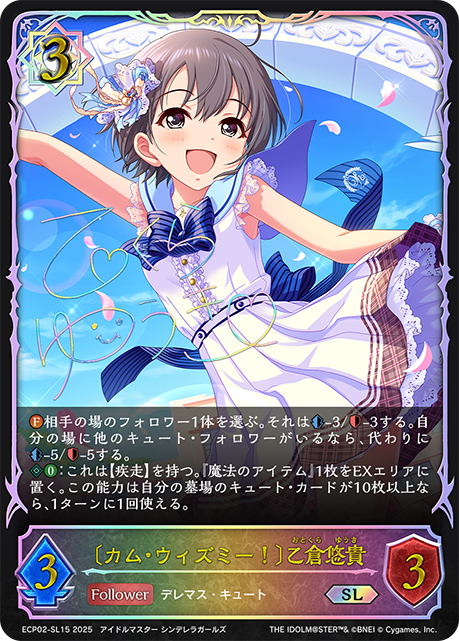 3
ゆうき
F相手の場のフォロワー1体を選ぶ。それは-3/-3する。自
分の場に他のキュート・フォロワーがいるなら、代わりに
-5/-5する。
0:これは【疾走】を持つ。『魔法のアイテム』1枚をEXエリアに
置く。この能力は自分の墓場のキュート・カードが10枚以上な
ら、1ターンに1回使える。
おとくら ゆうき
〔カム・ウィズミー!〕乙倉悠貴
3
Follower デレマス・キュート SL
3
ECP02-SL15 2025 アイドルマスター シンデレラガールズ THE IDOLM@STER™& ©BNEI © Cygames, Inc.